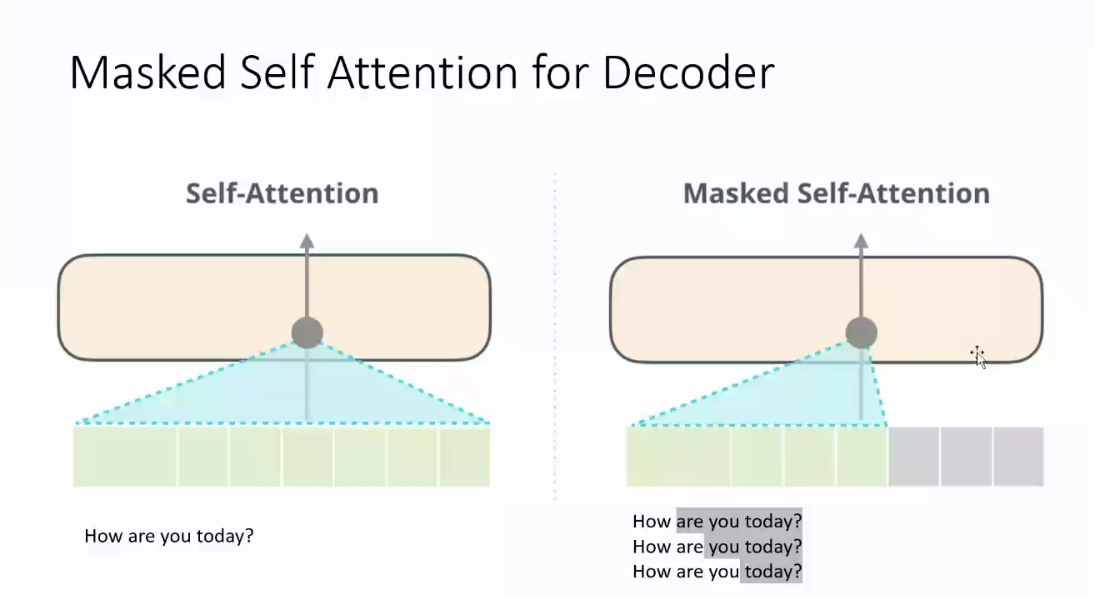 Masked Self Attention for Decoder
Self-Attention
Masked Self-Attention
How are you today?
How are you today?
How are you today?
How are you today?